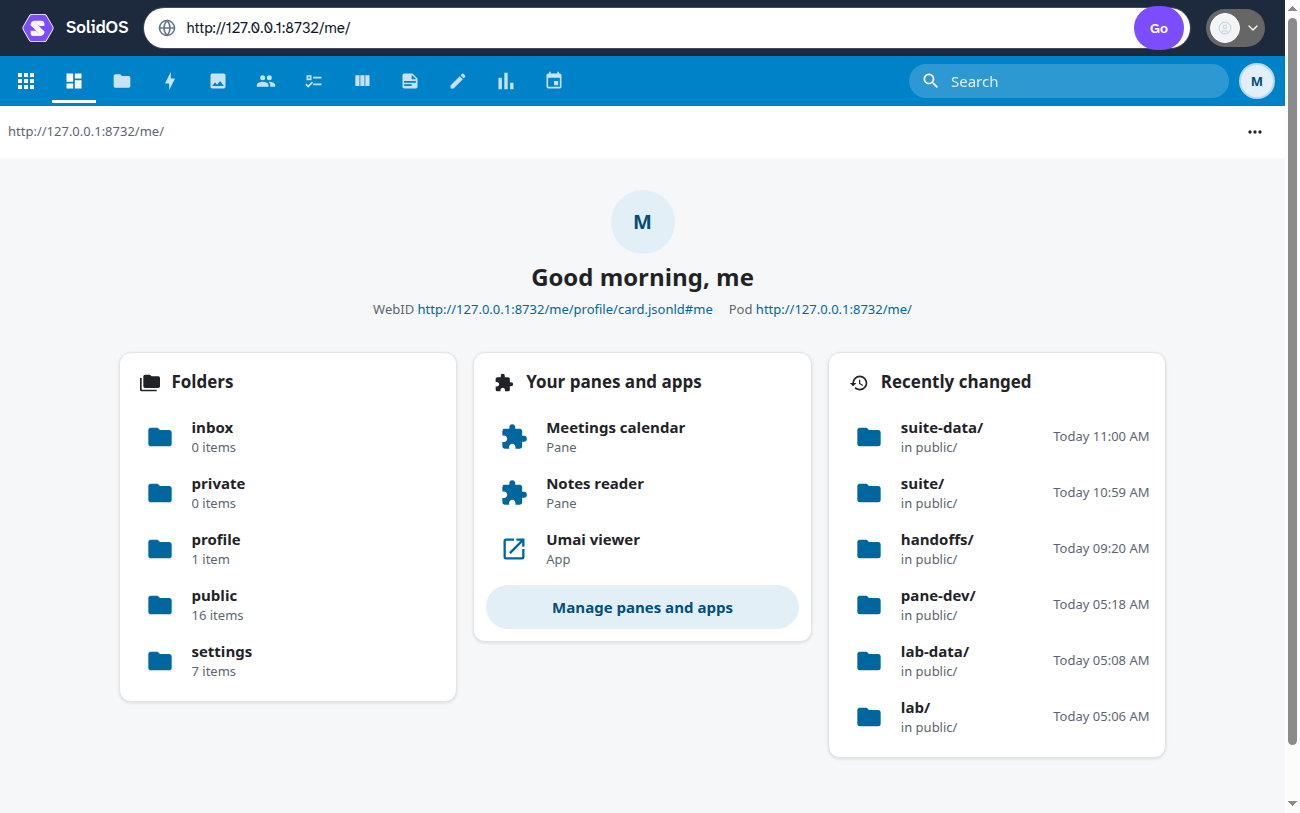 SolidOS
http://127.0.0.1:8732/me/
Go
Search
M
http://127.0.0.1:8732/me/
M
Good morning, me
WebID http://127.0.0.1:8732/me/profile/card.jsonld#me Pod http://127.0.0.1:8732/me/
Folders
inbox
0 items
private
0 items
profile
1 item
public
16 items
settings
7 items
Your panes and apps
Meetings calendar
Pane
Notes reader
Pane
Umai viewer
App
Manage panes and apps
Recently changed
suite-data/
in public/
Today 11:00 AM
suite/
in public/
Today 10:59 AM
handoffs/
in public/
Today 09:20 AM
pane-dev/
in public/
Today 05:18 AM
lab-data/
in public/
Today 05:08 AM
lab/
in public/
Today 05:06 AM